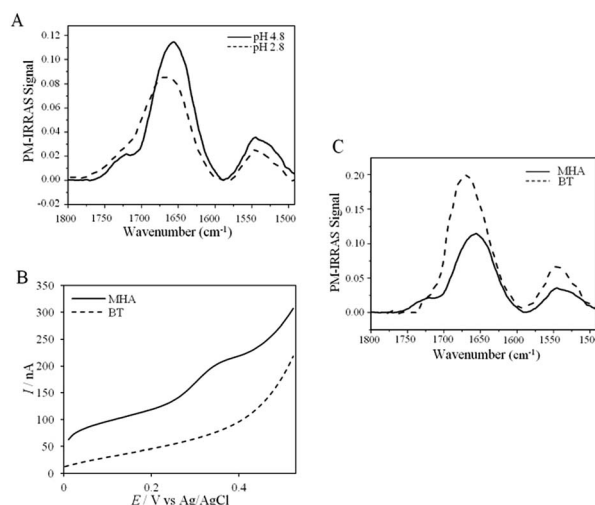 A
PM-IRRAS Signal
0.12
0.10
0.08
0.06
0.04
0.02
0.00
-0.02
pH 4.8
pH 2.8
1800 1750 1700 1650 1600 1550 1500
Wavenumber (cm-1)
B
I / nA
350
300
250
200
150
100
50
0
MHA
BT
0 0.2 0.4
E / V vs Ag/AgCl
C
PM-IRRAS Signal
0.20
0.15
0.10
0.05
0.00
MHA
BT
1800 1750 1700 1650 1600 1550 1500
Wavenumber (cm-1)